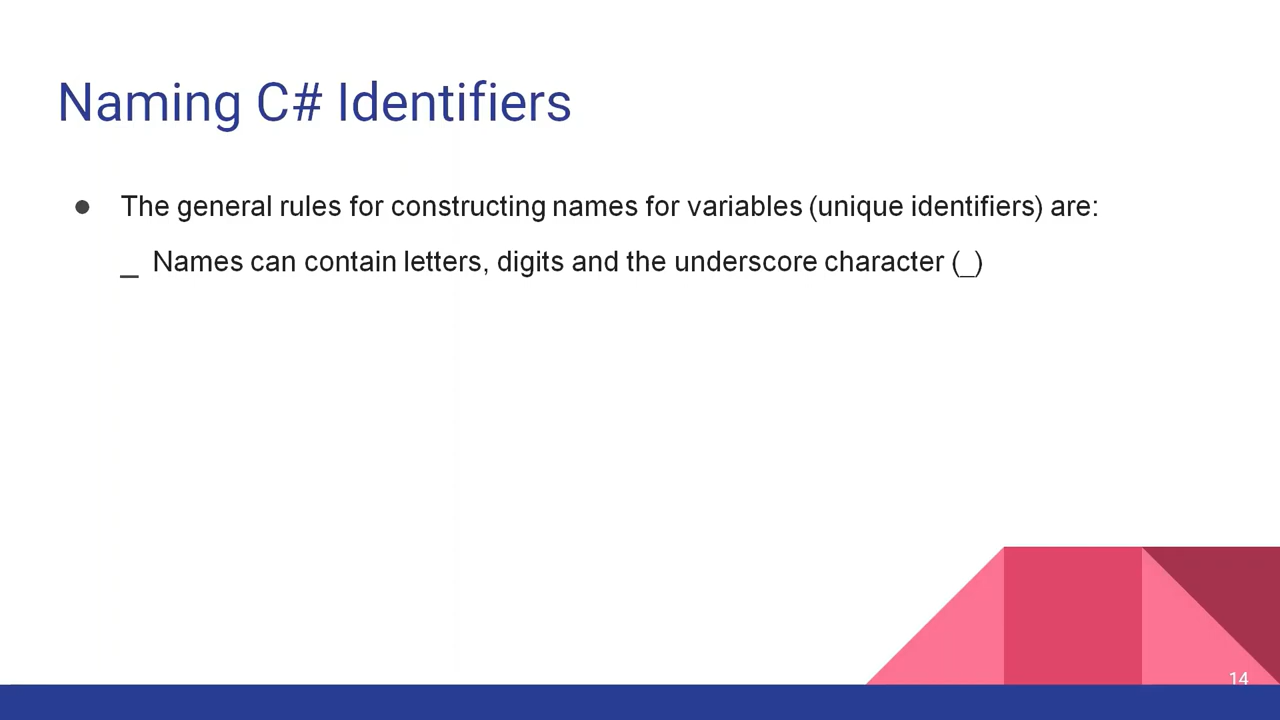 Naming C# Identifiers
● The general rules for constructing names for variables (unique identifiers) are:
_ Names can contain letters, digits and the underscore character (_)
14